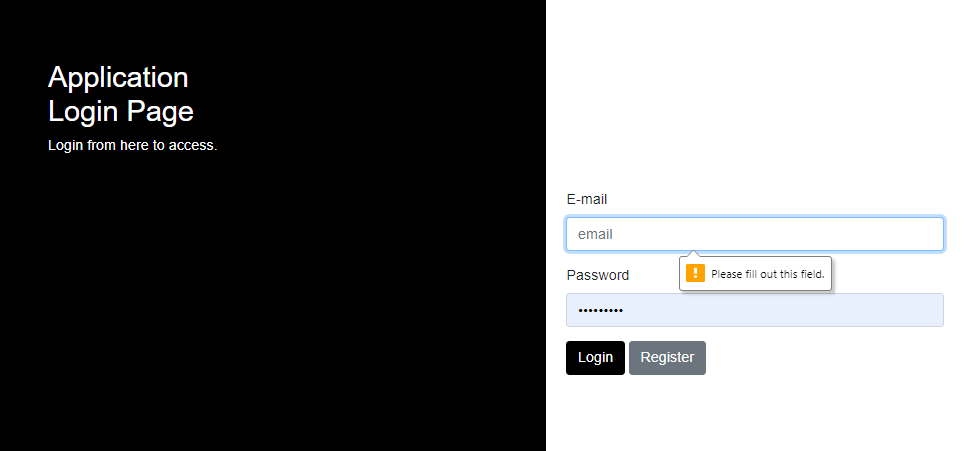 Application
Login Page
Login from here to access.
E-mail
email
Please fill out this field.
Password
•••••••••
Login Register